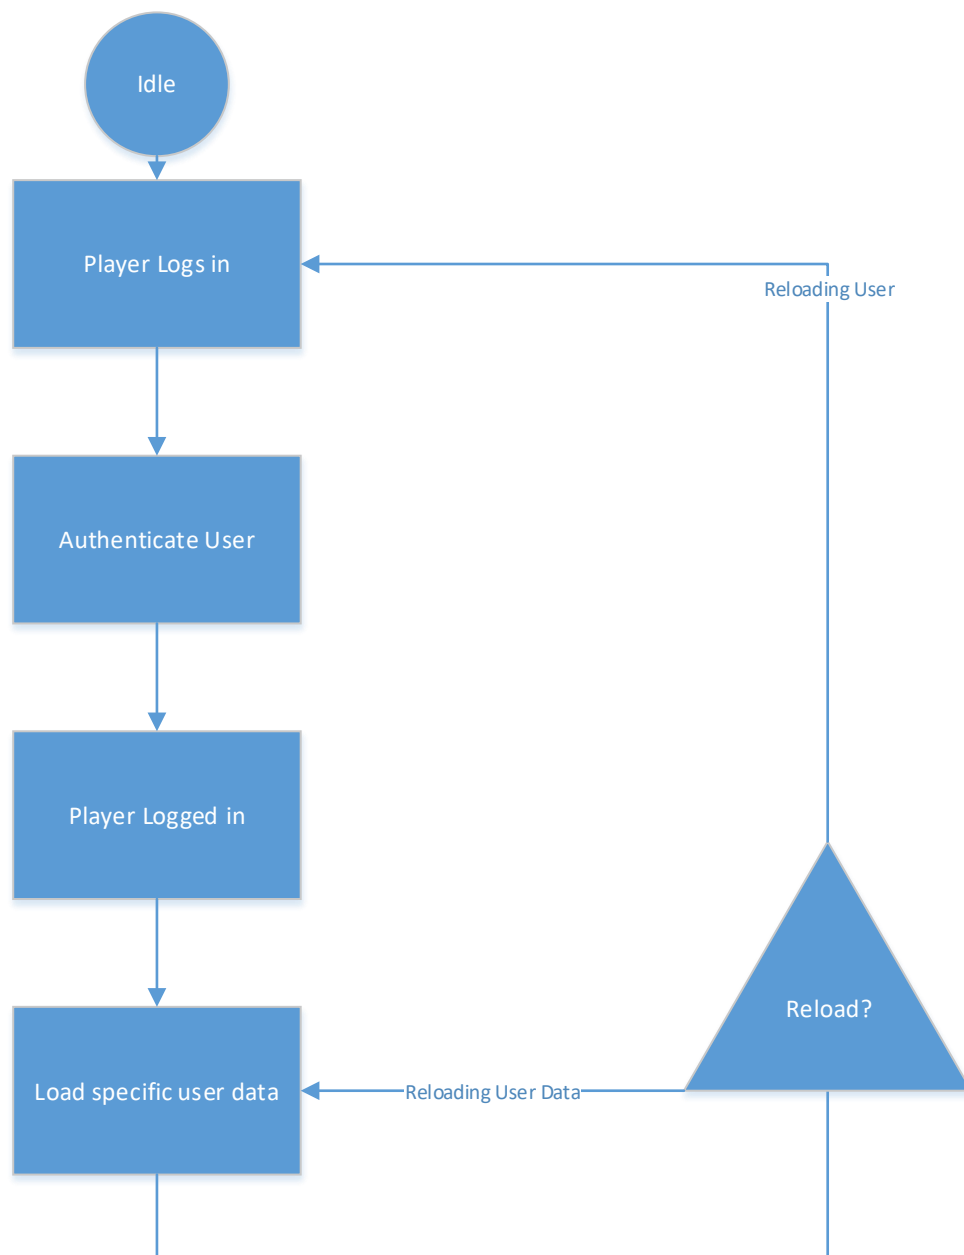 Idle
Player Logs in
Reloading User
Authenticate User
Player Logged in
Reload?
Load specific user data
Reloading User Data